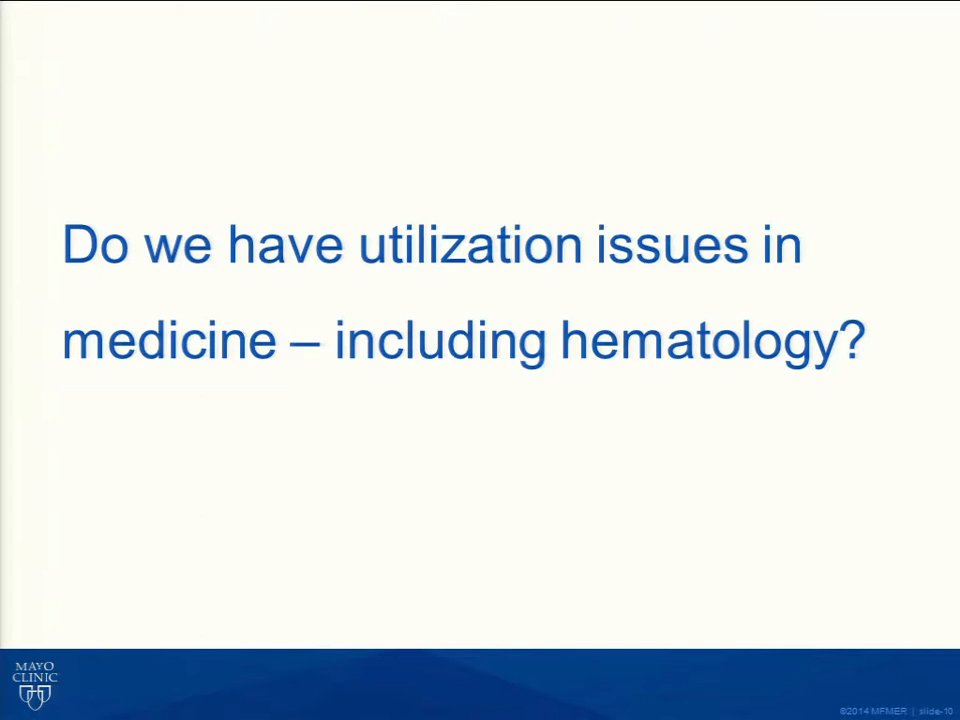 Do we have utilization issues in
medicine – including hematology?
MAYO
CLINIC
©2014 MFMER | slide-10